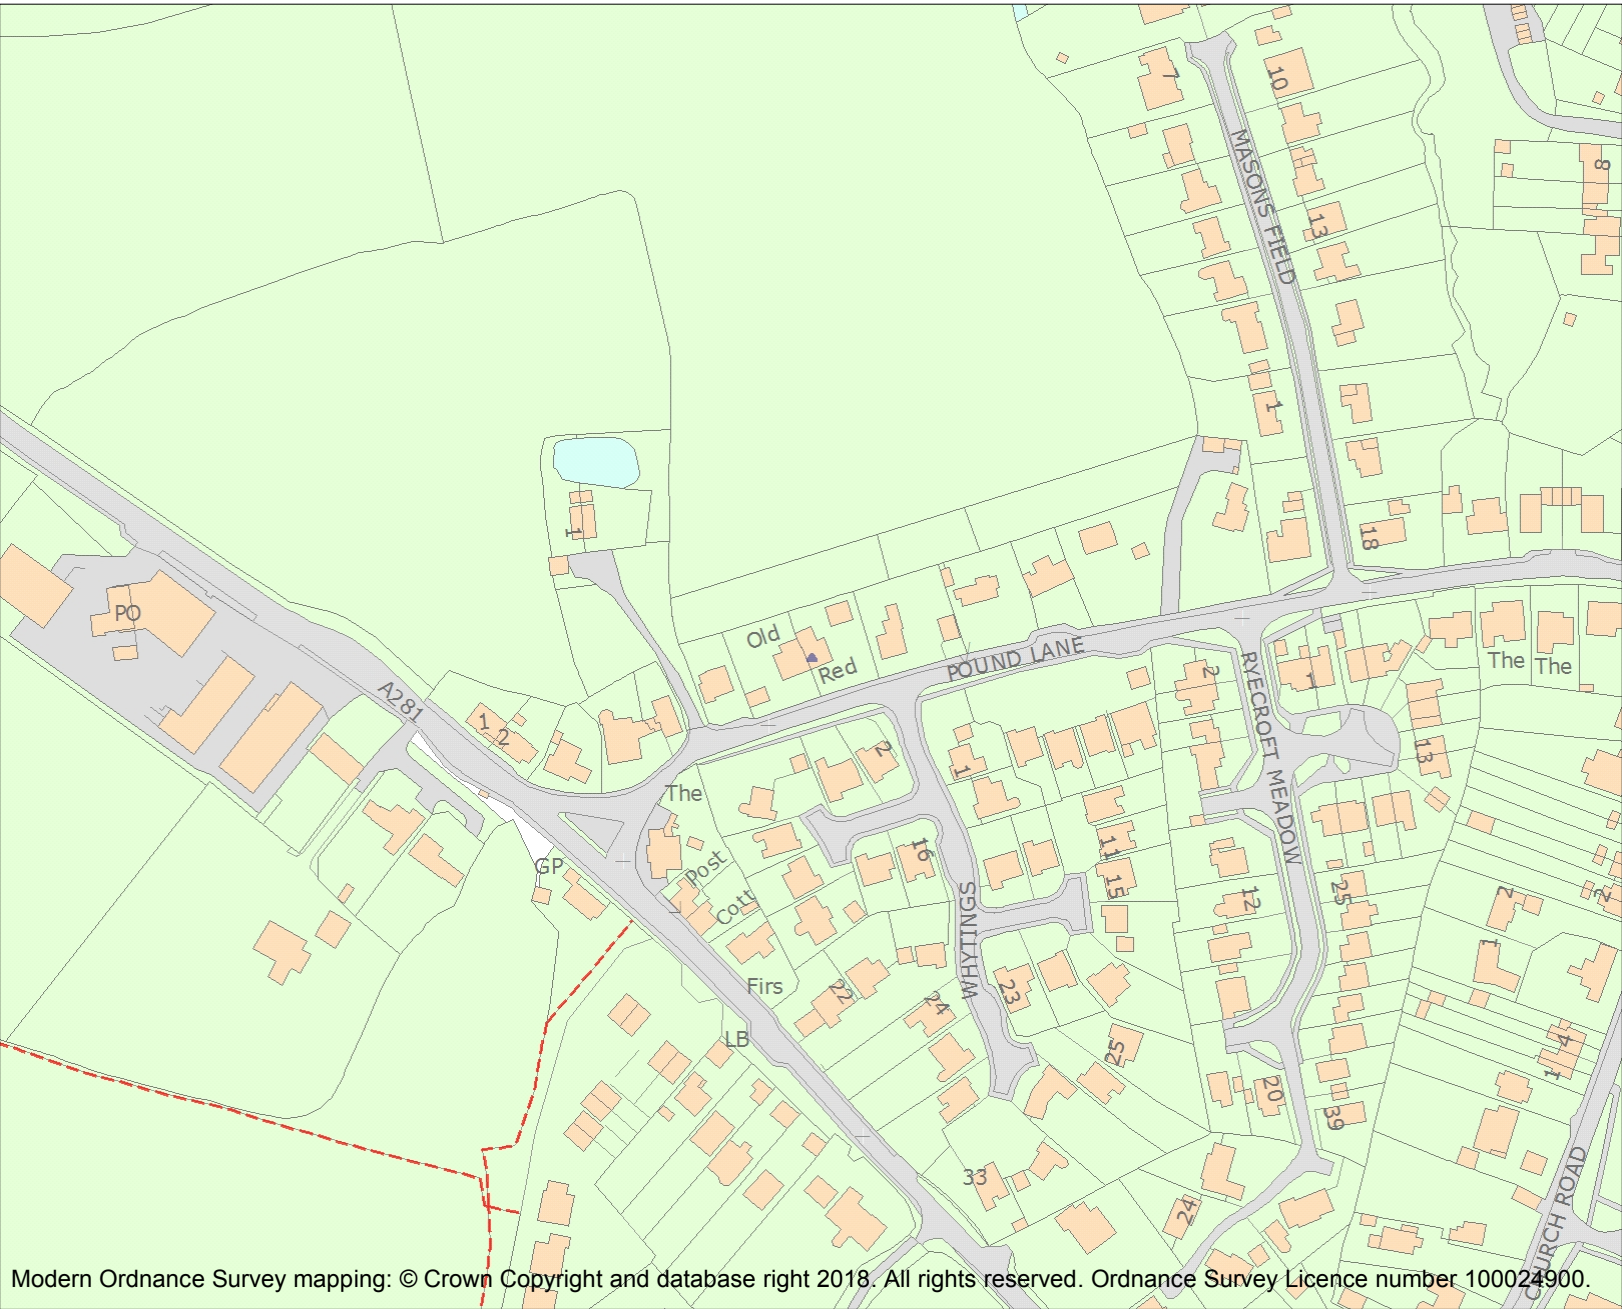 7
10
MASONS FIELD
13
8
1
18
1
PO
Old
Red
POUND LANE
A281
1
2
The
Post
Cott
GP
Firs
LB
2
1
16
WHYTINGS
11
15
22
24
23
25
33
2
RYECROFT MEADOW
1
The
The
13
12
25
20
39
24
2
1
2
4
1
CHURCH ROAD
Modern Ordnance Survey mapping: © Crown Copyright and database right 2018. All rights reserved. Ordnance Survey Licence number 100024900.